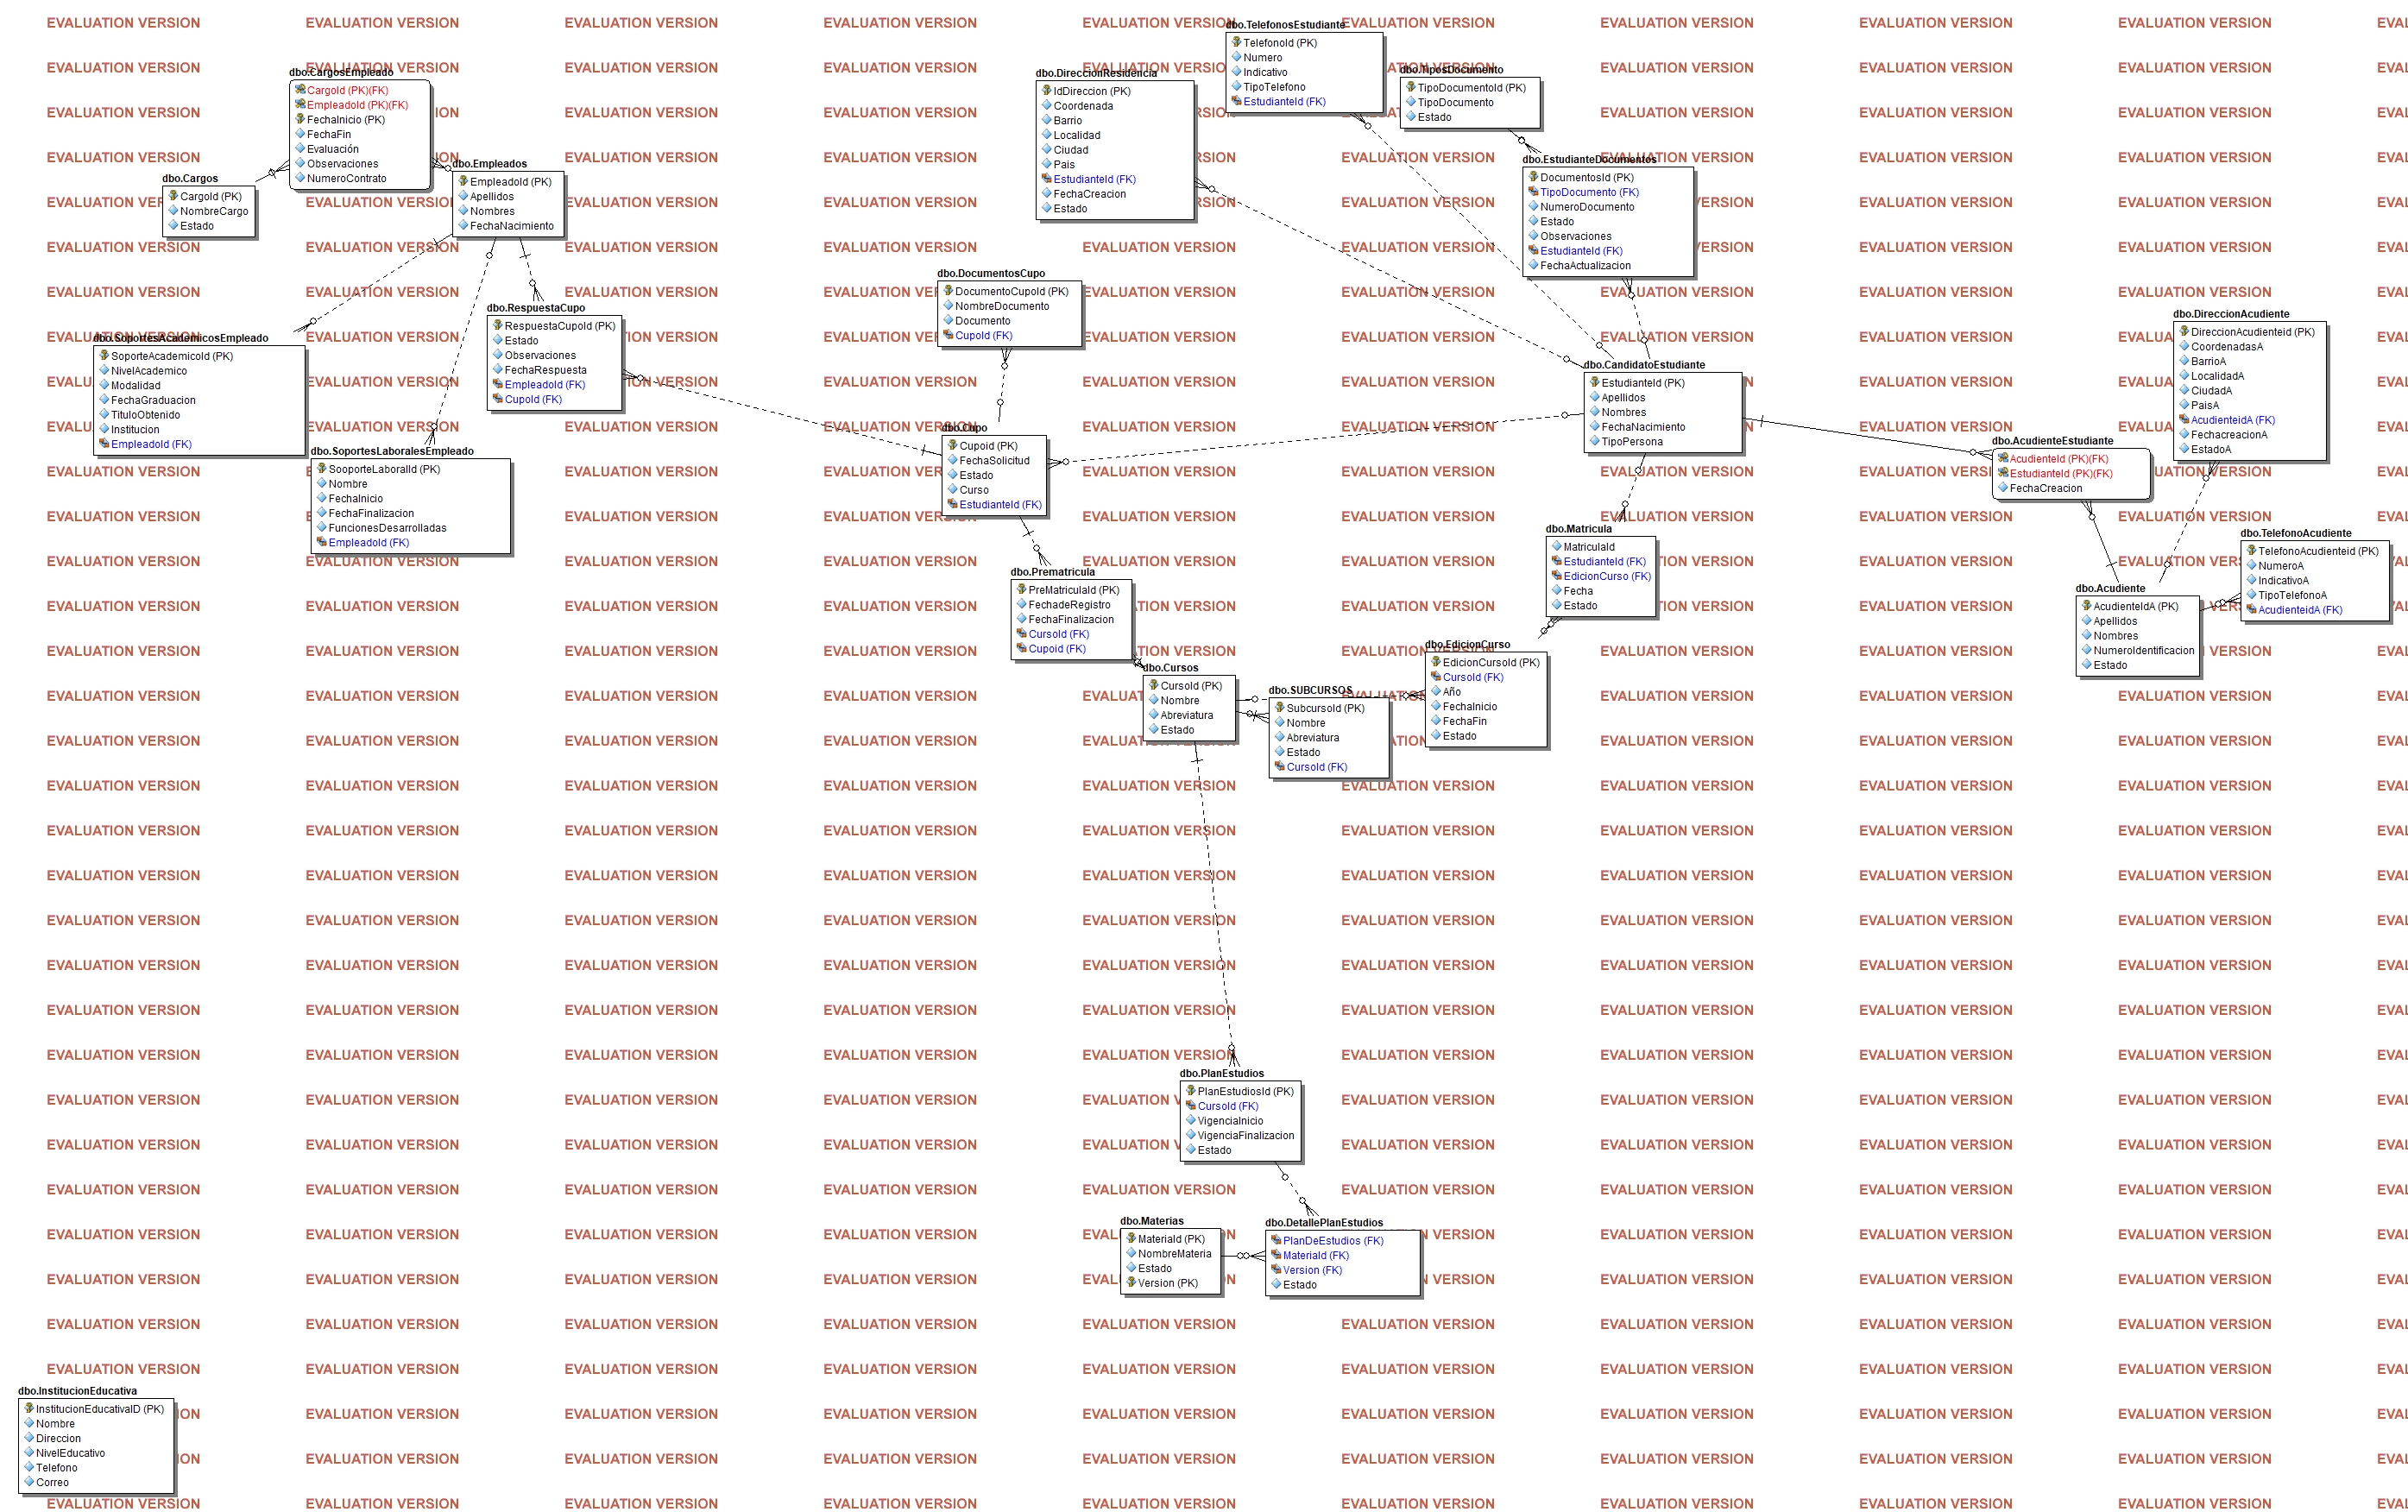 EVALUATION VERSION
dbo.TelefonosEstudiante
TelefonoId (PK)
Numero
Indicativo
TipoTelefono
EstudianteId (FK)
dbo.CargosEmpleado
CargoId (PK)(FK)
EmpleadoId (PK)(FK)
FechaInicio (PK)
FechaFin
Evaluación
Observaciones
NumeroContrato
dbo.DireccionResidencia
IdDireccion (PK)
Coordenada
Barrio
Localidad
Ciudad
Pais
EstudianteId (FK)
FechaCreacion
Estado
dbo.TiposDocumento
TipoDocumentoId (PK)
TipoDocumento
Estado
dbo.EstudianteDocumentos
DocumentosId (PK)
TipoDocumento (FK)
NumeroDocumento
Estado
Observaciones
EstudianteId (FK)
FechaActualizacion
dbo.Empleados
EmpleadoId (PK)
Apellidos
Nombres
FechaNacimiento
dbo.Cargos
CargoId (PK)
NombreCargo
Estado
dbo.DocumentosCupo
DocumentoCupoId (PK)
NombreDocumento
Documento
CupoId (FK)
dbo.RespuestaCupo
RespuestaCupoId (PK)
Estado
Observaciones
FechaRespuesta
EmpleadoId (FK)
CupoId (FK)
dbo.DireccionAcudiente
DireccionAcudienteid (PK)
CoordenadasA
BarrioA
LocalidadA
CiudadA
PaisA
AcudienteidA (FK)
FechacreacionA
EstadoA
dbo.SoportesAcademicosEmpleado
SoporteAcademicoId (PK)
NivelAcademico
Modalidad
FechaGraduacion
TituloObtenido
Institucion
EmpleadoId (FK)
dbo.CandidatoEstudiante
EstudianteId (PK)
Apellidos
Nombres
FechaNacimiento
TipoPersona
dbo.Cupo
Cupoid (PK)
FechaSolicitud
Estado
Curso
EstudianteId (FK)
dbo.AcudienteEstudiante
AcudienteId (PK)(FK)
EstudianteId (PK)(FK)
FechaCreacion
dbo.SoportesLaboralesEmpleado
SooporteLaboralId (PK)
Nombre
FechaInicio
FechaFinalizacion
FuncionesDesarrolladas
EmpleadoId (FK)
dbo.Matricula
MatriculaId
EstudianteId (FK)
EdicionCurso (FK)
Fecha
Estado
dbo.TelefonoAcudiente
TelefonoAcudienteid (PK)
NumeroA
IndicativoA
TipoTelefonoA
AcudienteidA (FK)
dbo.Prematricula
PreMatriculaId (PK)
FechadeRegistro
FechaFinalizacion
CursoId (FK)
Cupoid (FK)
dbo.Acudiente
AcudienteIdA (PK)
Apellidos
Nombres
NumeroIdentificacion
Estado
dbo.EdicionCurso
EdicionCursoId (PK)
CursoId (FK)
Año
FechaInicio
FechaFin
Estado
dbo.Cursos
CursoId (PK)
Nombre
Abreviatura
Estado
dbo.SUBCURSOS
SubcursoId (PK)
Nombre
Abreviatura
Estado
CursoId (FK)
dbo.PlanEstudios
PlanEstudiosId (PK)
CursoId (FK)
VigenciaInicio
VigenciaFinalizacion
Estado
dbo.Materias
MateriaId (PK)
NombreMateria
Estado
Version (PK)
dbo.DetallePlanEstudios
PlanDeEstudios (FK)
MateriaId (FK)
Version (FK)
Estado
dbo.InstitucionEducativa
InstitucionEducativaID (PK)
Nombre
Direccion
NivelEducativo
Telefono
Correo